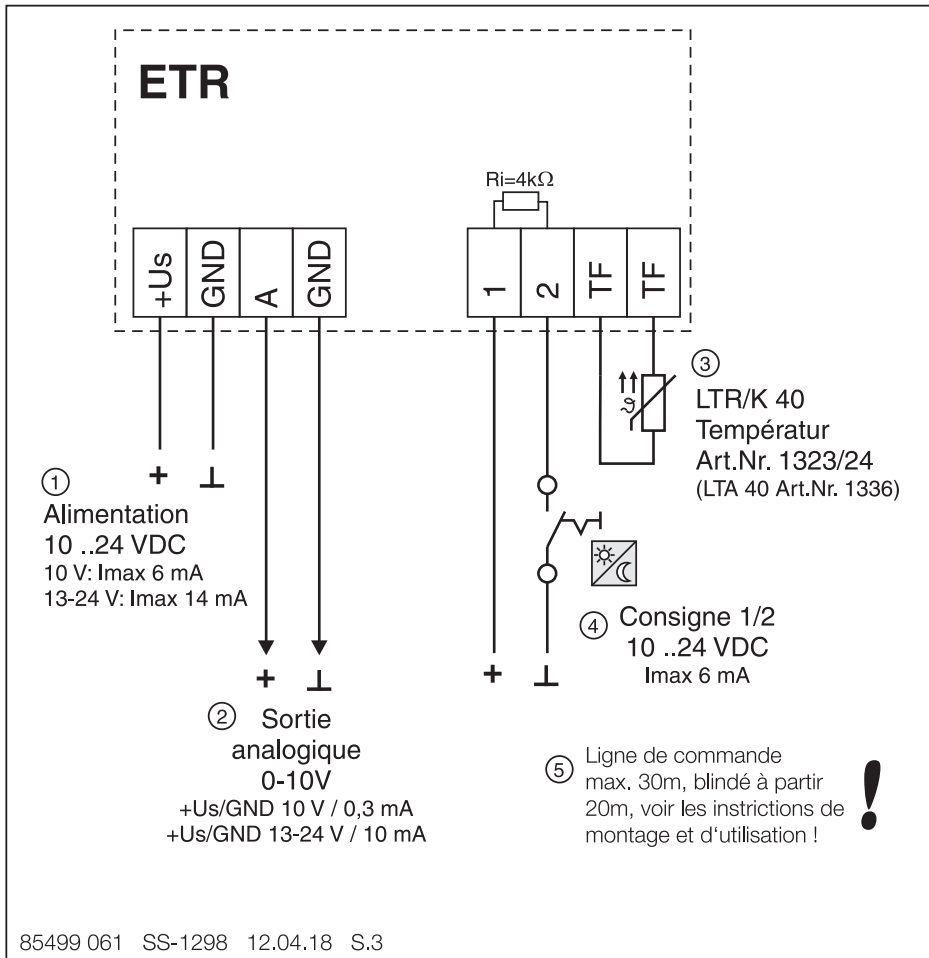 ETR
Ri=4kΩ
+Us
GND
A
GND
1
2
TF
TF
③
LTR/K 40
Températur
Art.Nr. 1323/24
(LTA 40 Art.Nr. 1336)
+ ⊥
①
Alimentation
10 ..24 VDC
10 V: Imax 6 mA
13-24 V: Imax 14 mA
④ Consigne 1/2
10 ..24 VDC
Imax 6 mA
+ ⊥
+ ⊥
② Sortie
analogique
0-10V
+Us/GND 10 V / 0,3 mA
+Us/GND 13-24 V / 10 mA
⑤ Ligne de commande
max. 30m, blindé à partir
20m, voir les instrictions de
montage et d‘utilisation !
!
85499 061 SS-1298 12.04.18 S.3